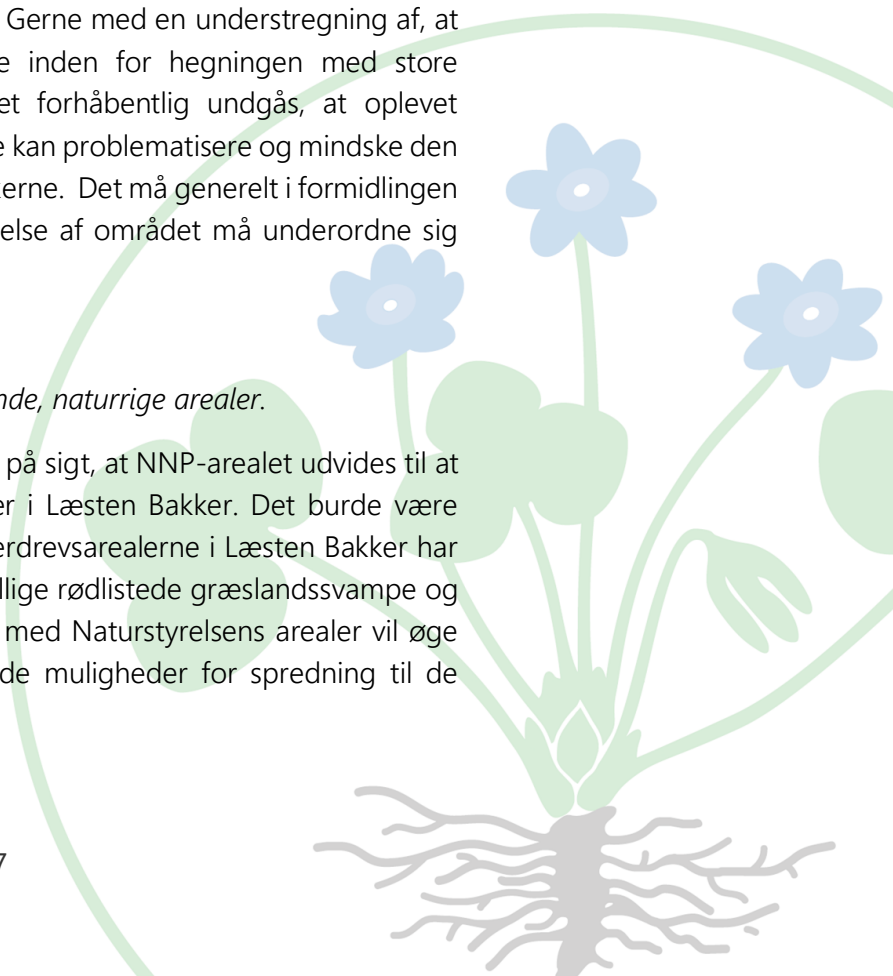 Gerne med en understregning af, at
inden for hegningen med store
et forhåbentlig undgås, at oplevet
e kan problematisere og mindske den
kerne. Det må generelt i formidlingen
else af området må underordne sig
nde, naturrige arealer.
på sigt, at NNP-arealet udvides til at
er i Læsten Bakker. Det burde være
erdrevsarealerne i Læsten Bakker har
llige rødlistede græslandssvampe og
med Naturstyrelsens arealer vil øge
de muligheder for spredning til de
7